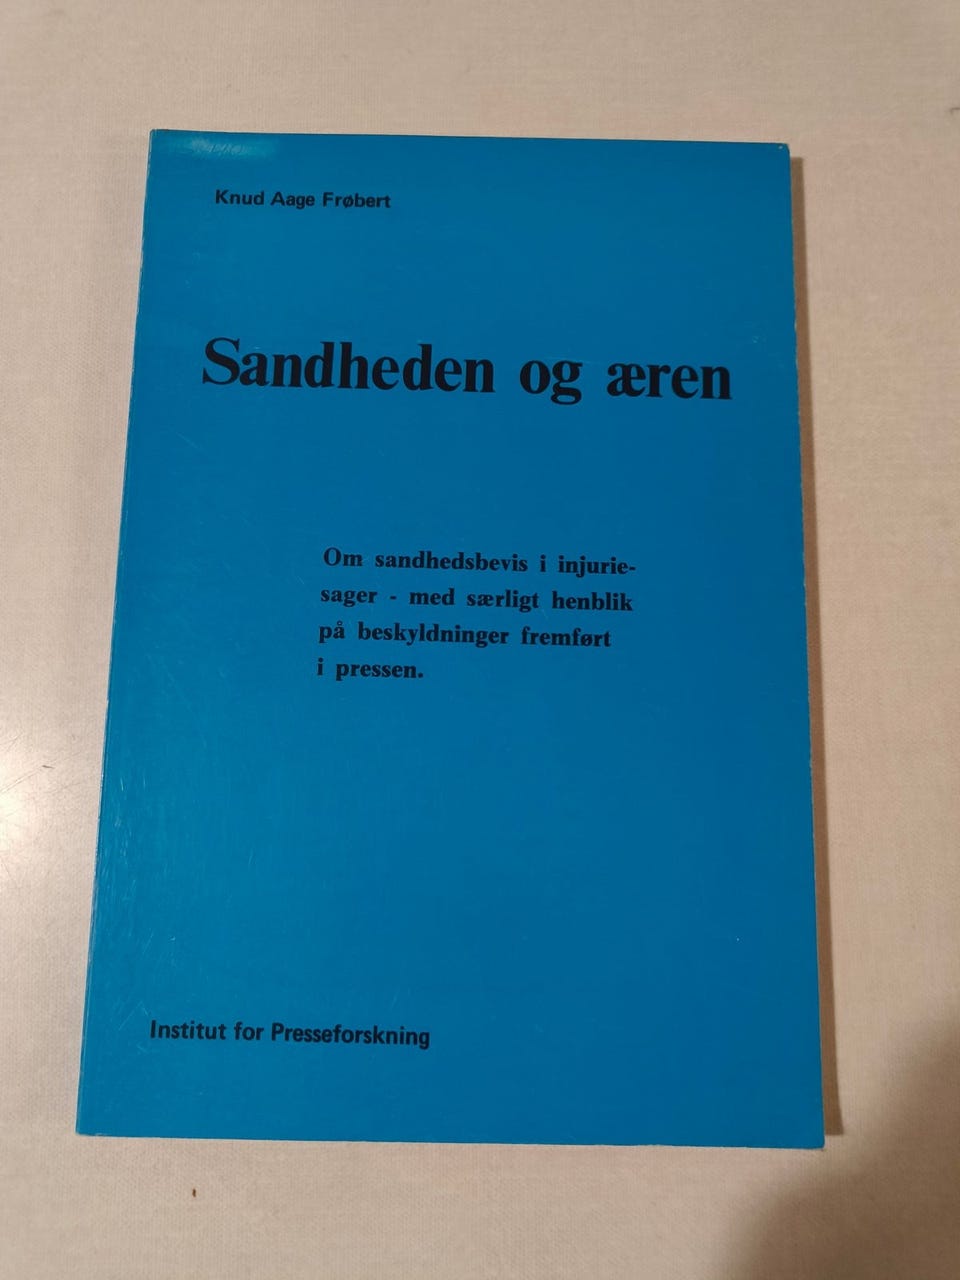 Knud Aage Frøbert
Sandheden og æren
Om sandhedsbevis i injurie-
sager - med særligt henblik
på beskyldninger fremført
i pressen.
Institut for Presseforskning